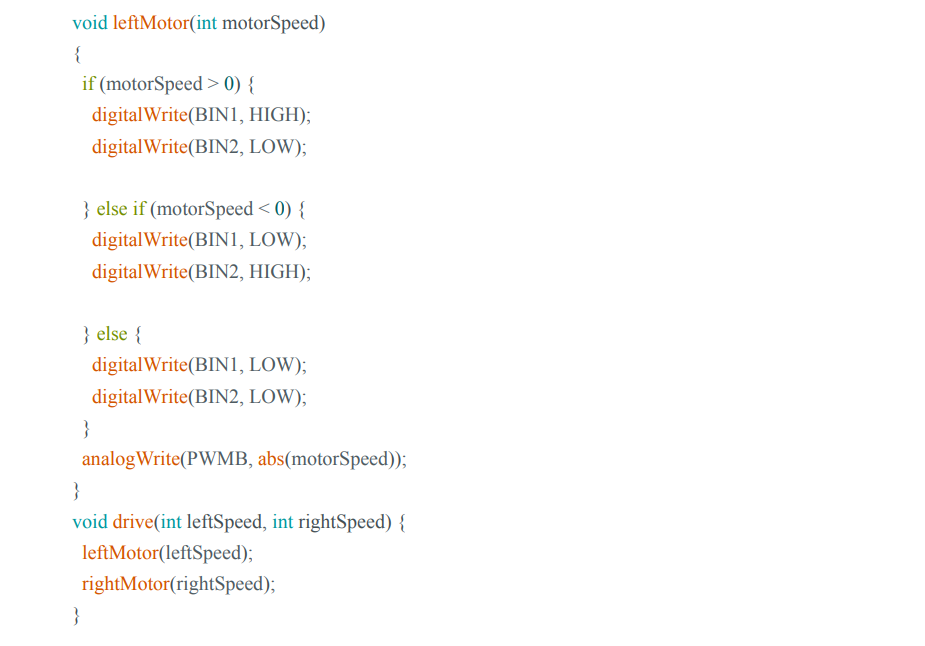 void leftMotor(int motorSpeed)
{
if (motorSpeed > 0) {
digitalWrite(BIN1, HIGH);
digitalWrite(BIN2, LOW);
} else if (motorSpeed < 0) {
digitalWrite(BIN1, LOW);
digitalWrite(BIN2, HIGH);
} else {
digitalWrite(BIN1, LOW);
digitalWrite(BIN2, LOW);
}
analogWrite(PWMB, abs(motorSpeed));
}
void drive(int leftSpeed, int rightSpeed) {
leftMotor(leftSpeed);
rightMotor(rightSpeed);
}